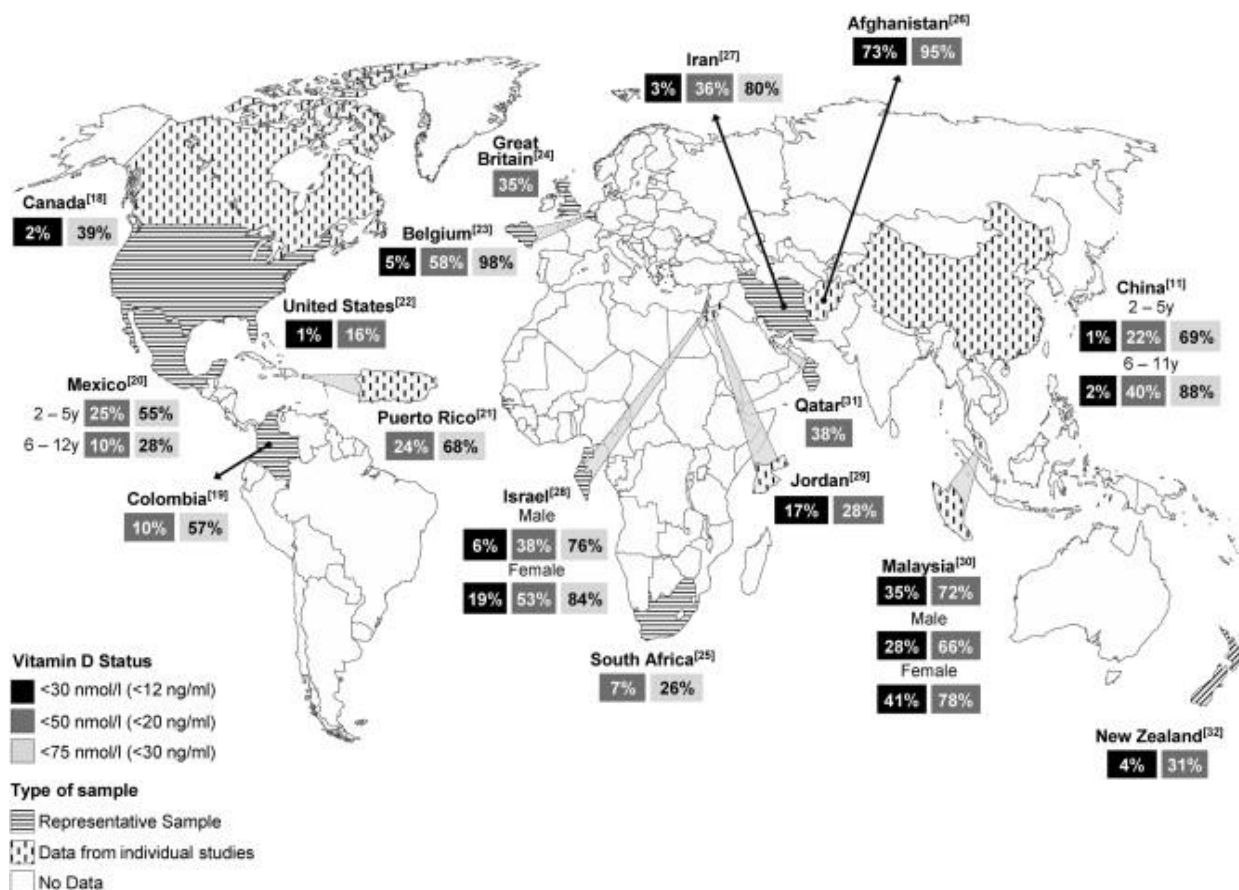 Afghanistan[26]
73% 95%
Iran[27]
3% 36% 80%
Great
Britain[24]
35%
Canada[18]
2% 39%
Belgium[23]
5% 58% 98%
United States[22]
1% 16%
China[11]
2 – 5y
1% 22% 69%
6 – 11y
2% 40% 88%
Mexico[20]
2 – 5y 25% 55%
6 – 12y 10% 28%
Puerto Rico[21]
24% 68%
Qatar[31]
38%
Colombia[19]
10% 57%
Israel[28]
Male
6% 38% 76%
Female
19% 53% 84%
Jordan[29]
17% 28%
Malaysia[30]
35% 72%
Male
28% 66%
Female
41% 78%
South Africa[25]
7% 26%
New Zealand[32]
4% 31%
Vitamin D Status
<30 nmol/l (<12 ng/ml)
<50 nmol/l (<20 ng/ml)
<75 nmol/l (<30 ng/ml)
Type of sample
Representative Sample
Data from individual studies
No Data